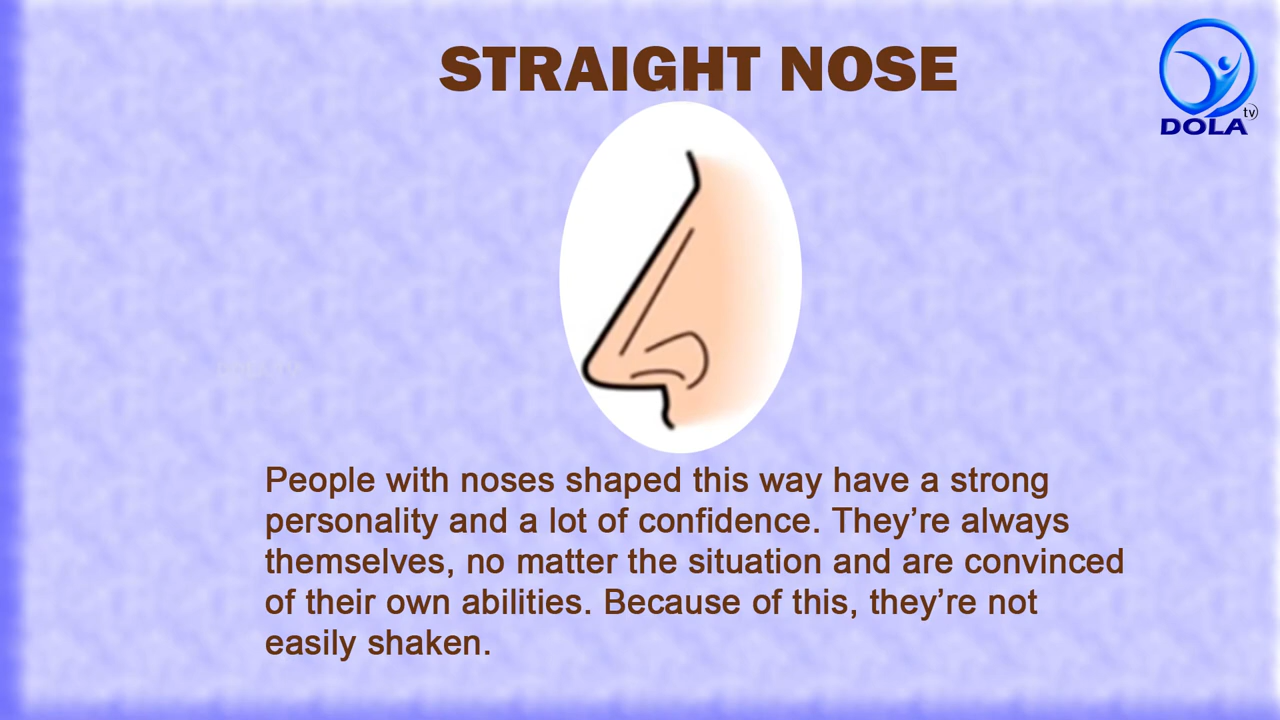 STRAIGHT NOSE
tv
DOLA
People with noses shaped this way have a strong
personality and a lot of confidence. They’re always
themselves, no matter the situation and are convinced
of their own abilities. Because of this, they’re not
easily shaken.